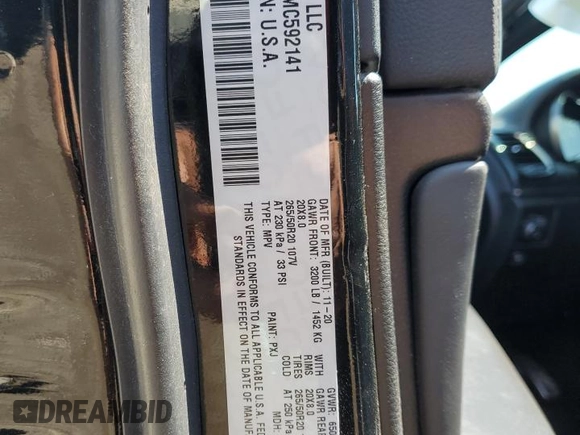 LLC
MC592141
U.S.A.
DATE OF MFR (BUILT): 11-20
GAWR FRONT: 3200 LB / 1452 KG WITH
20X8.0 RIMS
265/50R20 107V TIRES
AT 230 kPa / 33 PSI COLD
TYPE: MPV PAINT: PXJ
THIS VEHICLE CONFORMS TO ALL APPLICABLE U.S.A.
STANDARDS IN EFFECT ON THE DATE OF
GVWR:
GAWR REAR
20X8.0
265/50R20
AT 250 kPa
MDH:
DREAMBID